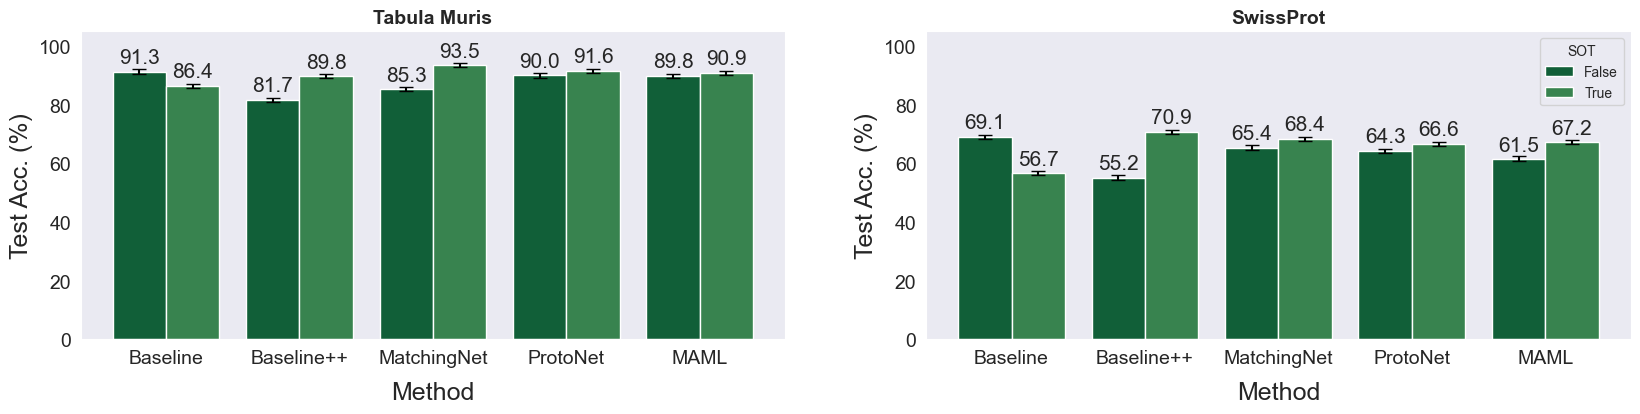 Tabula Muris
Test Acc. (%)
100
80
60
40
20
0
91.3
86.4
81.7
89.8
85.3
93.5
90.0
91.6
89.8
90.9
Baseline
Baseline++
MatchingNet
ProtoNet
MAML
Method
SwissProt
Test Acc. (%)
100
80
60
40
20
0
SOT
False
True
69.1
56.7
55.2
70.9
65.4
68.4
64.3
66.6
61.5
67.2
Baseline
Baseline++
MatchingNet
ProtoNet
MAML
Method